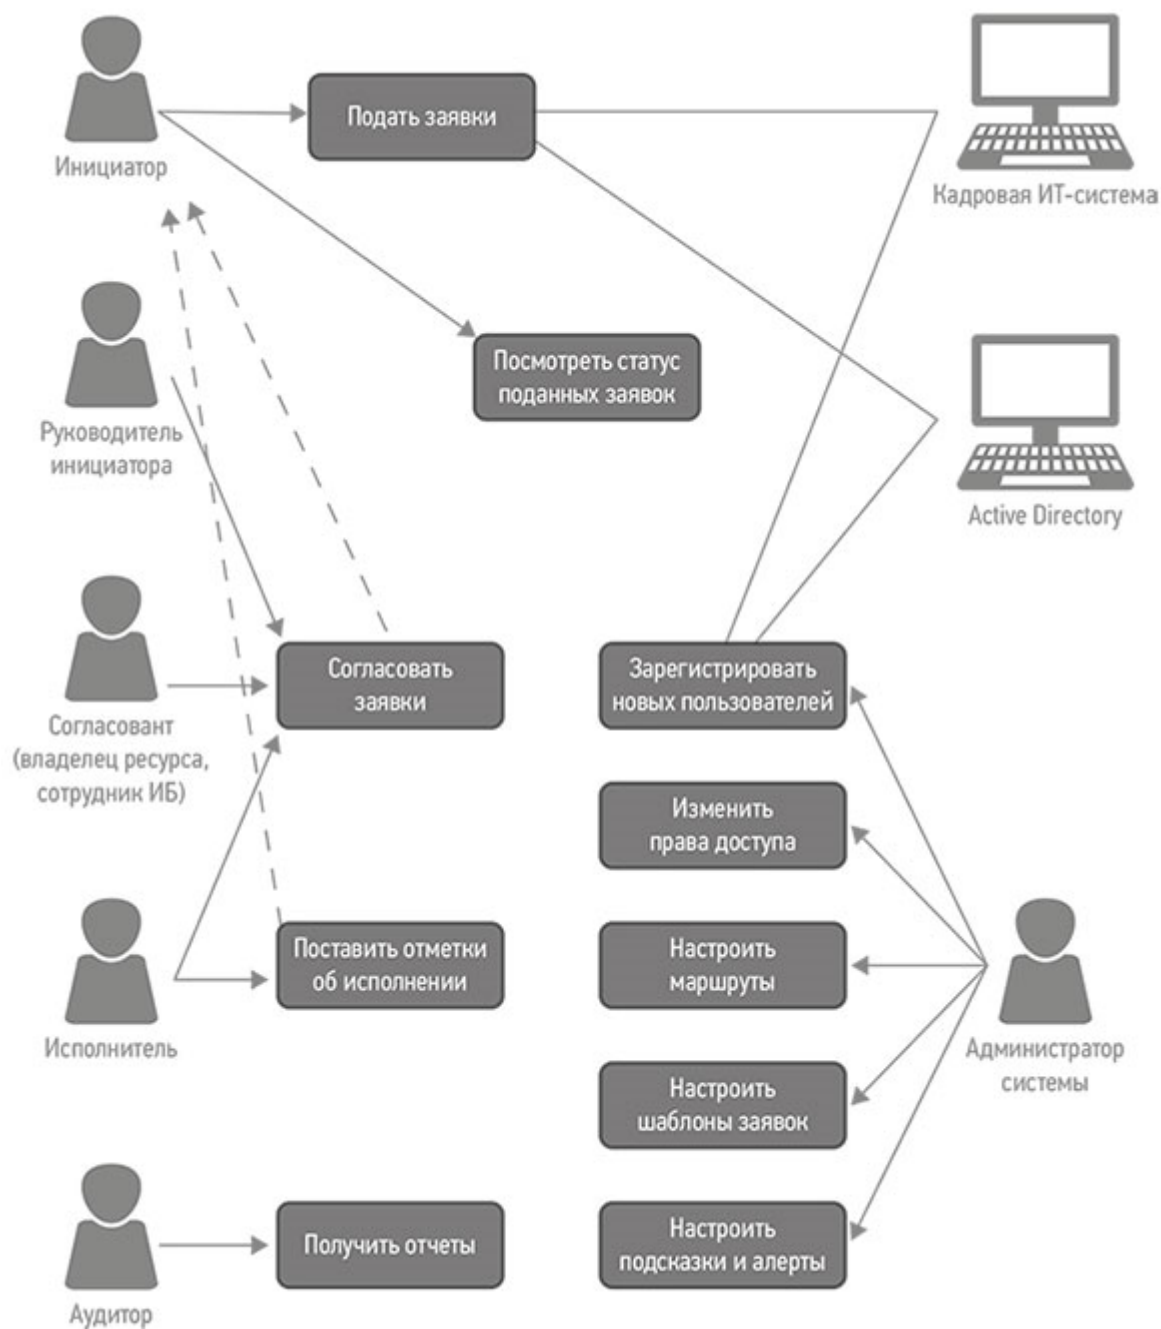 Подать заявки
Инициатор
Кадровая ИТ-система
Посмотреть статус
поданных заявок
Руководитель
инициатора
Active Directory
Согласовать
заявки
Зарегистрировать
новых пользователей
Согласовант
(владелец ресурса,
сотрудник ИБ)
Изменить
права доступа
Поставить отметки
об исполнении
Настроить
маршруты
Исполнитель
Администратор
системы
Настроить
шаблоны заявок
Получить отчеты
Настроить
подсказки и алерты
Аудитор